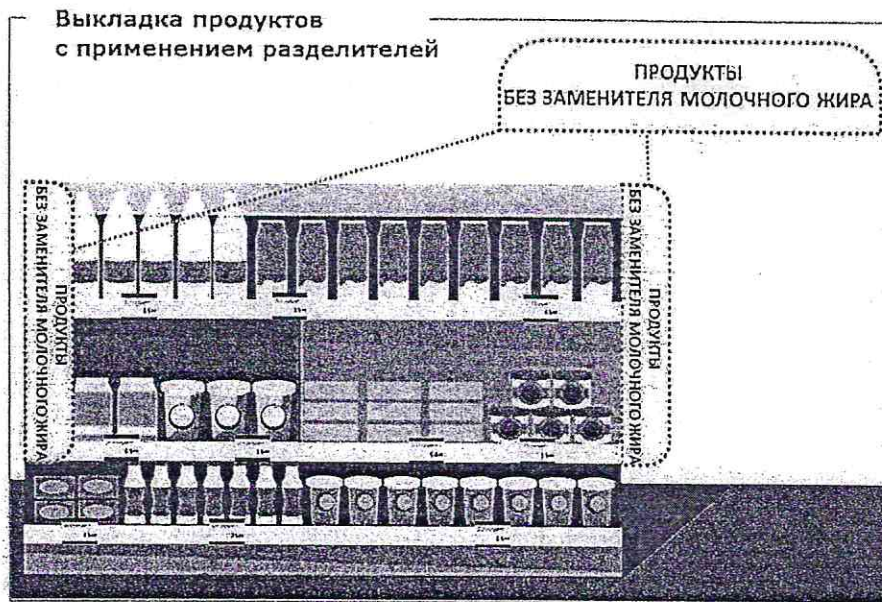 Выкладка продуктов
с применением разделителей
ПРОДУКТЫ
БЕЗ ЗАМЕНИТЕЛЯ МОЛОЧНОГО ЖИРА
ПРОДУКТЫ
БЕЗ ЗАМЕНИТЕЛЯ МОЛОЧНОГО ЖИРА
ПРОДУКТЫ
БЕЗ ЗАМЕНИТЕЛЯ МОЛОЧНОГО ЖИРА